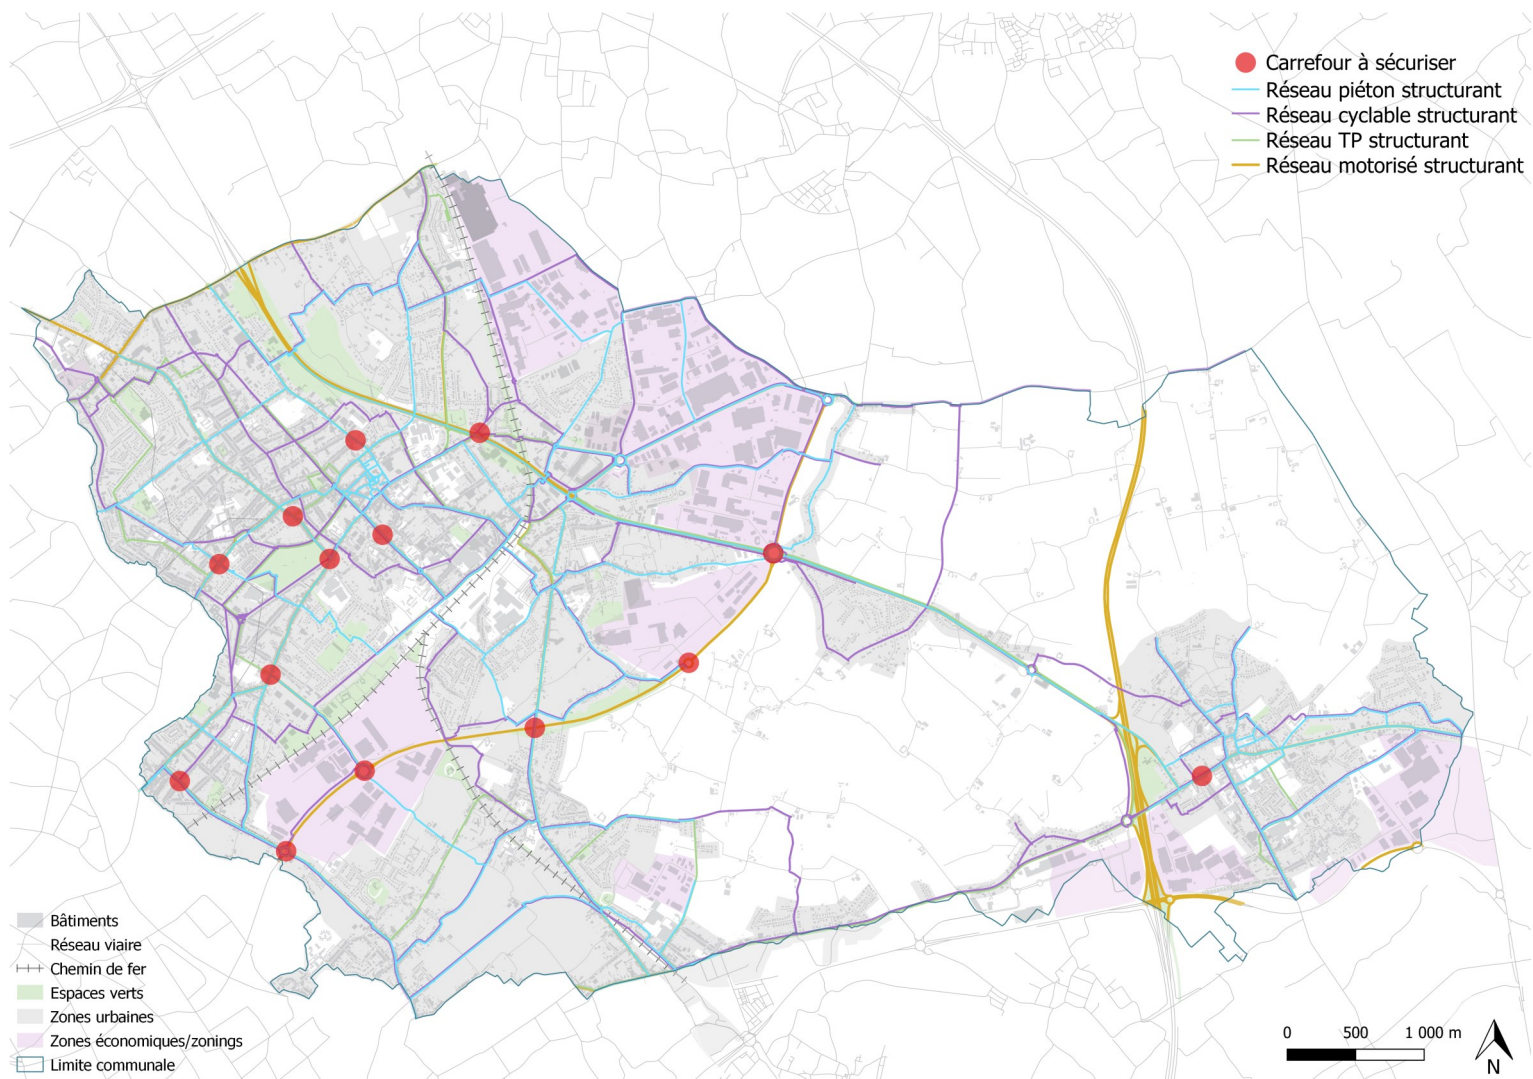 Carrefour à sécuriser
Réseau piéton structurant
Réseau cyclable structurant
Réseau TP structurant
Réseau motorisé structurant
Bâtiments
Réseau viaire
Chemin de fer
Espaces verts
Zones urbaines
Zones économiques/zonings
Limite communale
0 500 1 000 m
N